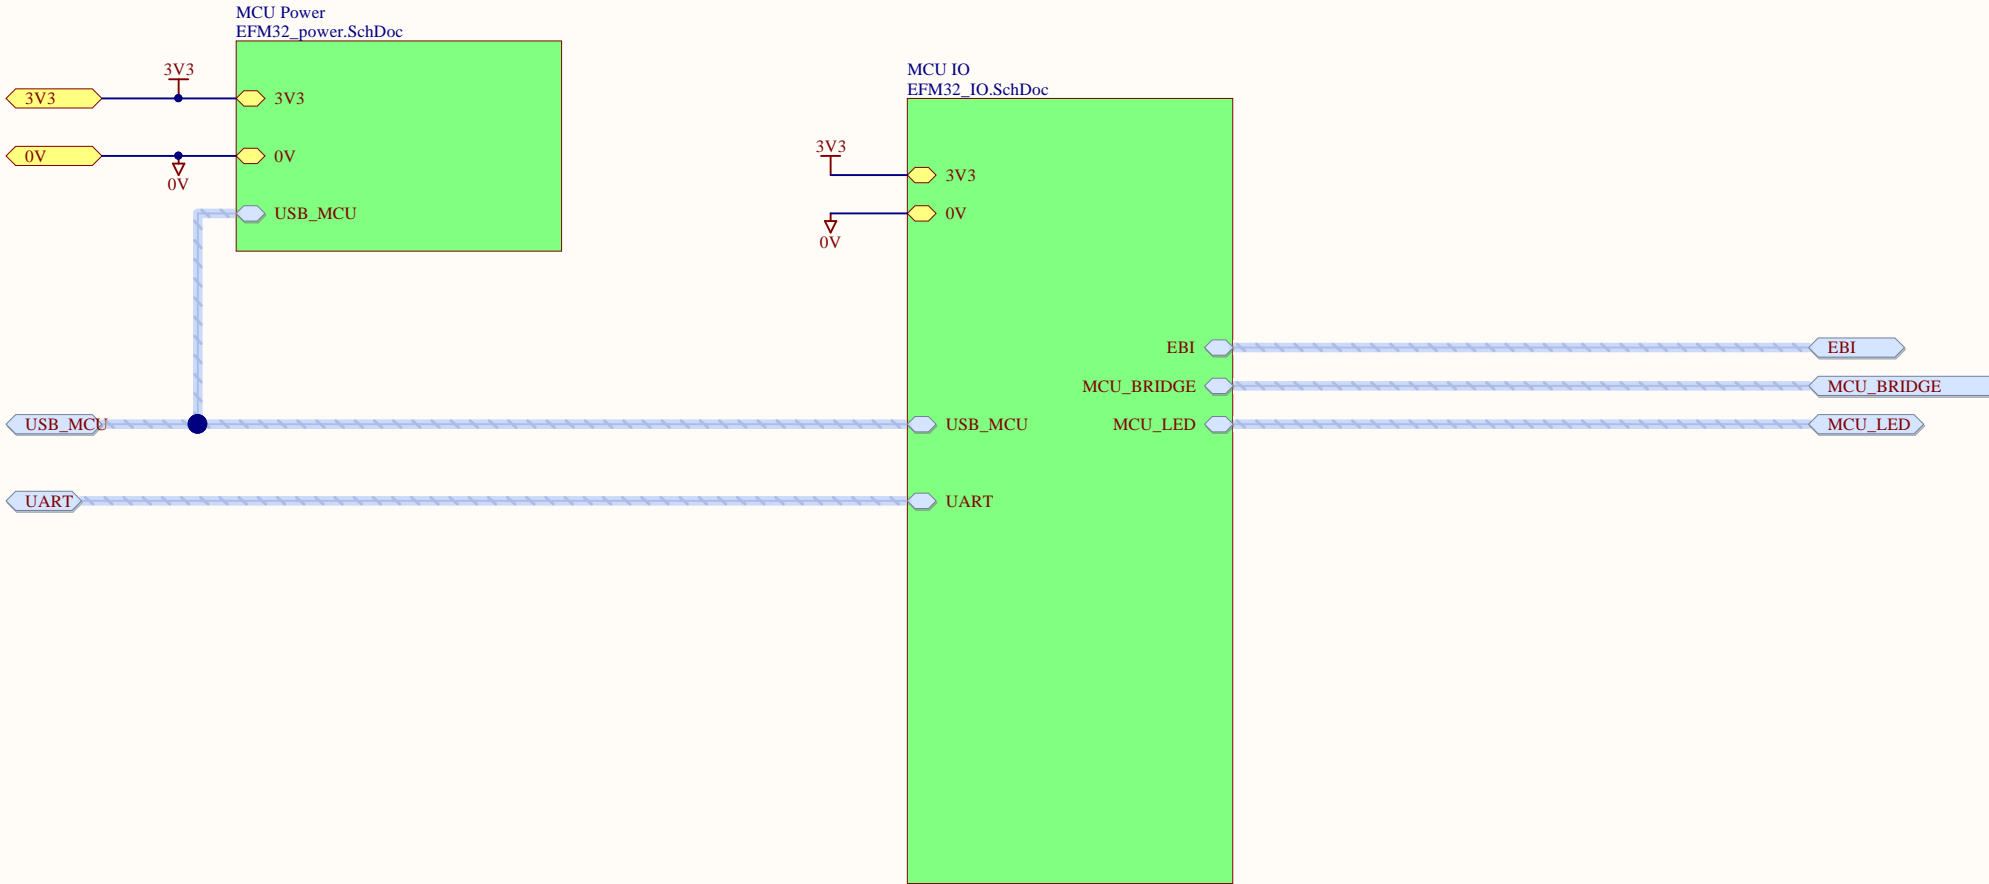 MCU Power
EFM32_power.SchDoc
3V3
3V3
3V3
0V
0V
0V
USB_MCU
MCU IO
EFM32_IO.SchDoc
3V3
3V3
0V
0V
EBI
EBI
MCU_BRIDGE
MCU_BRIDGE
USB_MCU
USB_MCU
MCU_LED
MCU_LED
UART
UART